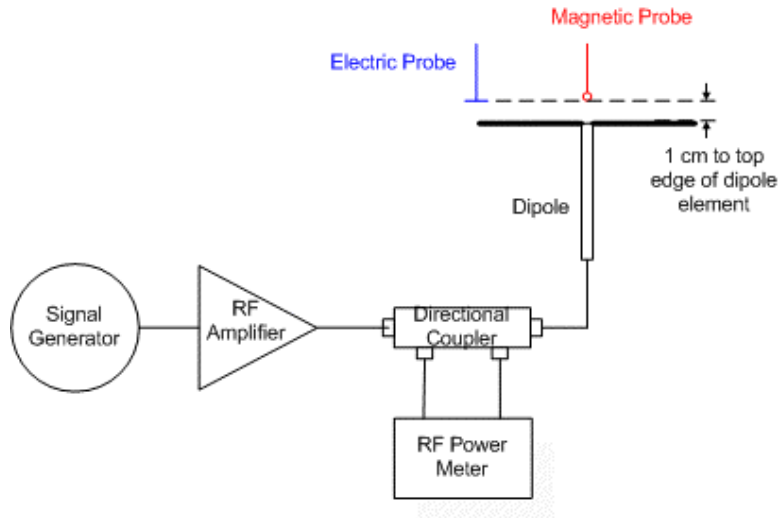 Magnetic Probe
Electric Probe
1 cm to top
edge of dipole
element
Dipole
Signal
Generator
RF
Amplifier
Directional
Coupler
RF Power
Meter